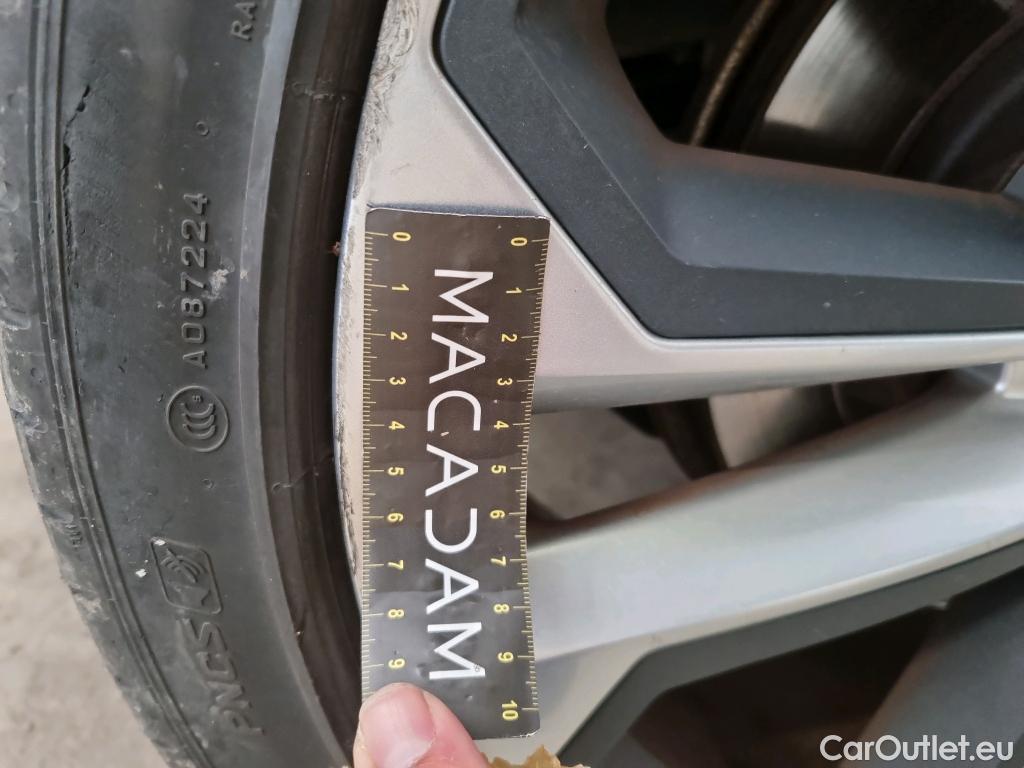 RA
A087224
S
PNCS
MACADAM
0 1 2 3 4 5 6 7 8 9
0 1 2 3 4 5 6 7 8 9 10
CarOutlet.eu